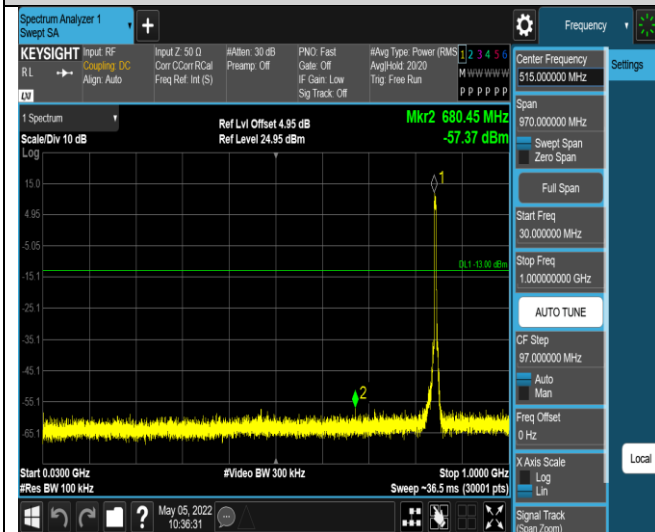 Spectrum Analyzer 1
Swept SA
Frequency
KEYSIGHT
RL
LXI
Input: RF
Coupling: DC
Align: Auto
Input Z: 50 Ω
Corr CCorr RCal
Freq Ref: Int (S)
#Atten: 30 dB
Preamp: Off
PNO: Fast
Gate: Off
IF Gain: Low
Sig Track: Off
#Avg Type: Power (RMS
Avg|Hold: 20/20
Trig: Free Run
1 2 3 4 5 6
M W W W W W
P P P P P P
1 Spectrum
Scale/Div 10 dB
Log
Ref Lvl Offset 4.95 dB
Ref Level 24.95 dBm
Mkr2 680.45 MHz
-57.37 dBm
15.0
4.95
-5.05
-15.1
-25.1
-35.1
-45.1
-55.1
-65.1
1
DL1 -13.00 dBm
2
Start 0.0300 GHz
#Res BW 100 kHz
#Video BW 300 kHz
Stop 1.0000 GHz
Sweep ~36.5 ms (30001 pts)
?
May 05, 2022
10:36:31
Center Frequency
515.000000 MHz
Span
970.000000 MHz
Swept Span
Zero Span
Full Span
Start Freq
30.000000 MHz
Stop Freq
1.000000000 GHz
AUTO TUNE
CF Step
97.000000 MHz
Auto
Man
Freq Offset
0 Hz
X Axis Scale
Log
Lin
Signal Track
(Span Zoom)
Settings
Local